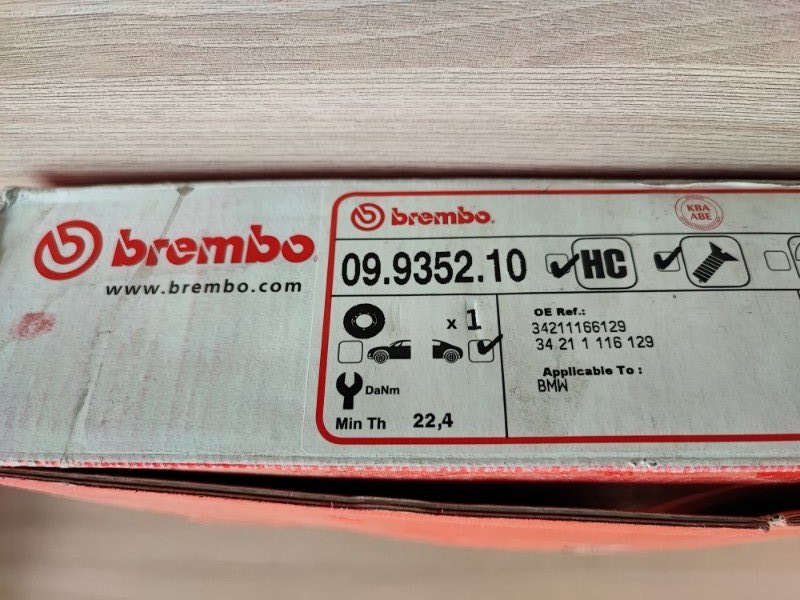 brembo
www.brembo.com
brembo.
KBA
ABE
09.9352.10
HC
x 1
DaNm
Min Th 22,4
OE Ref.:
34211166129
34 21 1 116 129
Applicable To :
BMW